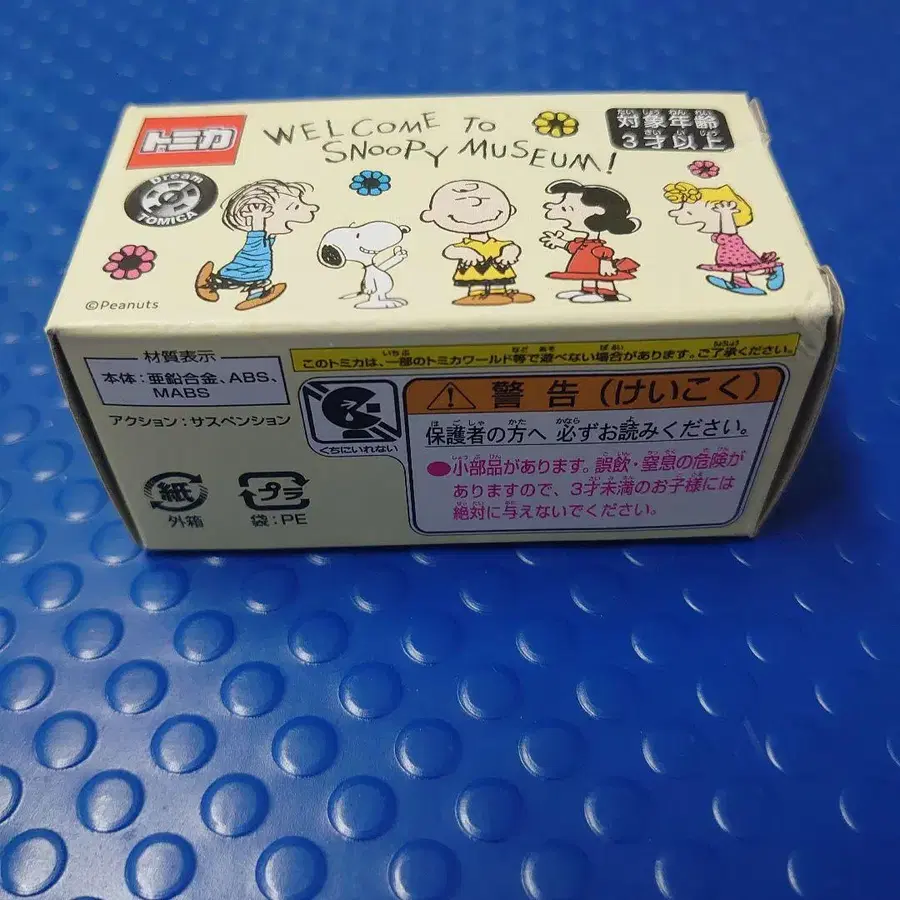 トミカ
WELCOME TO
SNOOPY MUSEUM!
対象年齢
3才以上
Dream
TOMICA
©Peanuts
材質表示
本体：亜鉛合金、ABS、
MABS
アクション：サスペンション
このトミカは、一部のトミカワールド等で遊べない場合があります。ご了承ください。
くちにいれない
警告（けいこく）
保護者の方へ 必ずお読みください。
●小部品があります。誤飲・窒息の危険が
ありますので、3才未満のお子様には
絶対に与えないでください。
紙
外箱
プラ
袋：PE